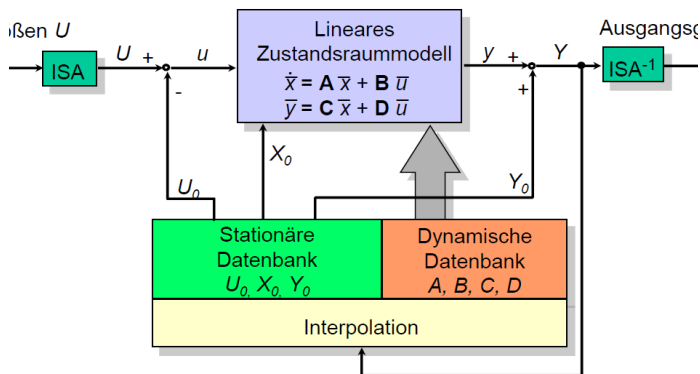 ößen U
Ausgangsg
ISA
U
+
-
u
Lineares
Zustandsraummodell
ẋ = A x̅ + B u̅
y̅ = C x̅ + D u̅
y
+
+
Y
ISA⁻¹
X₀
U₀
Y₀
Stationäre
Datenbank
U₀, X₀, Y₀
Dynamische
Datenbank
A, B, C, D
Interpolation